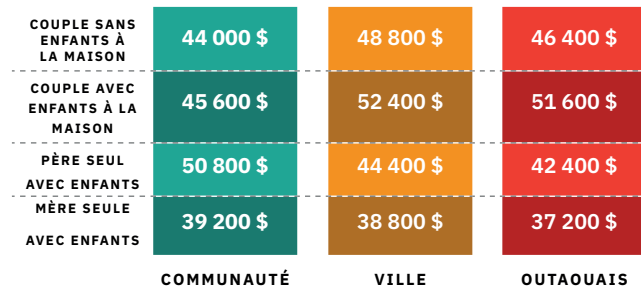 COUPLE SANS
ENFANTS À
LA MAISON
44 000 $
48 800 $
46 400 $
COUPLE AVEC
ENFANTS À LA
MAISON
45 600 $
52 400 $
51 600 $
PÈRE SEUL
AVEC ENFANTS
50 800 $
44 400 $
42 400 $
MÈRE SEULE
AVEC ENFANTS
39 200 $
38 800 $
37 200 $
COMMUNAUTÉ
VILLE
OUTAOUAIS